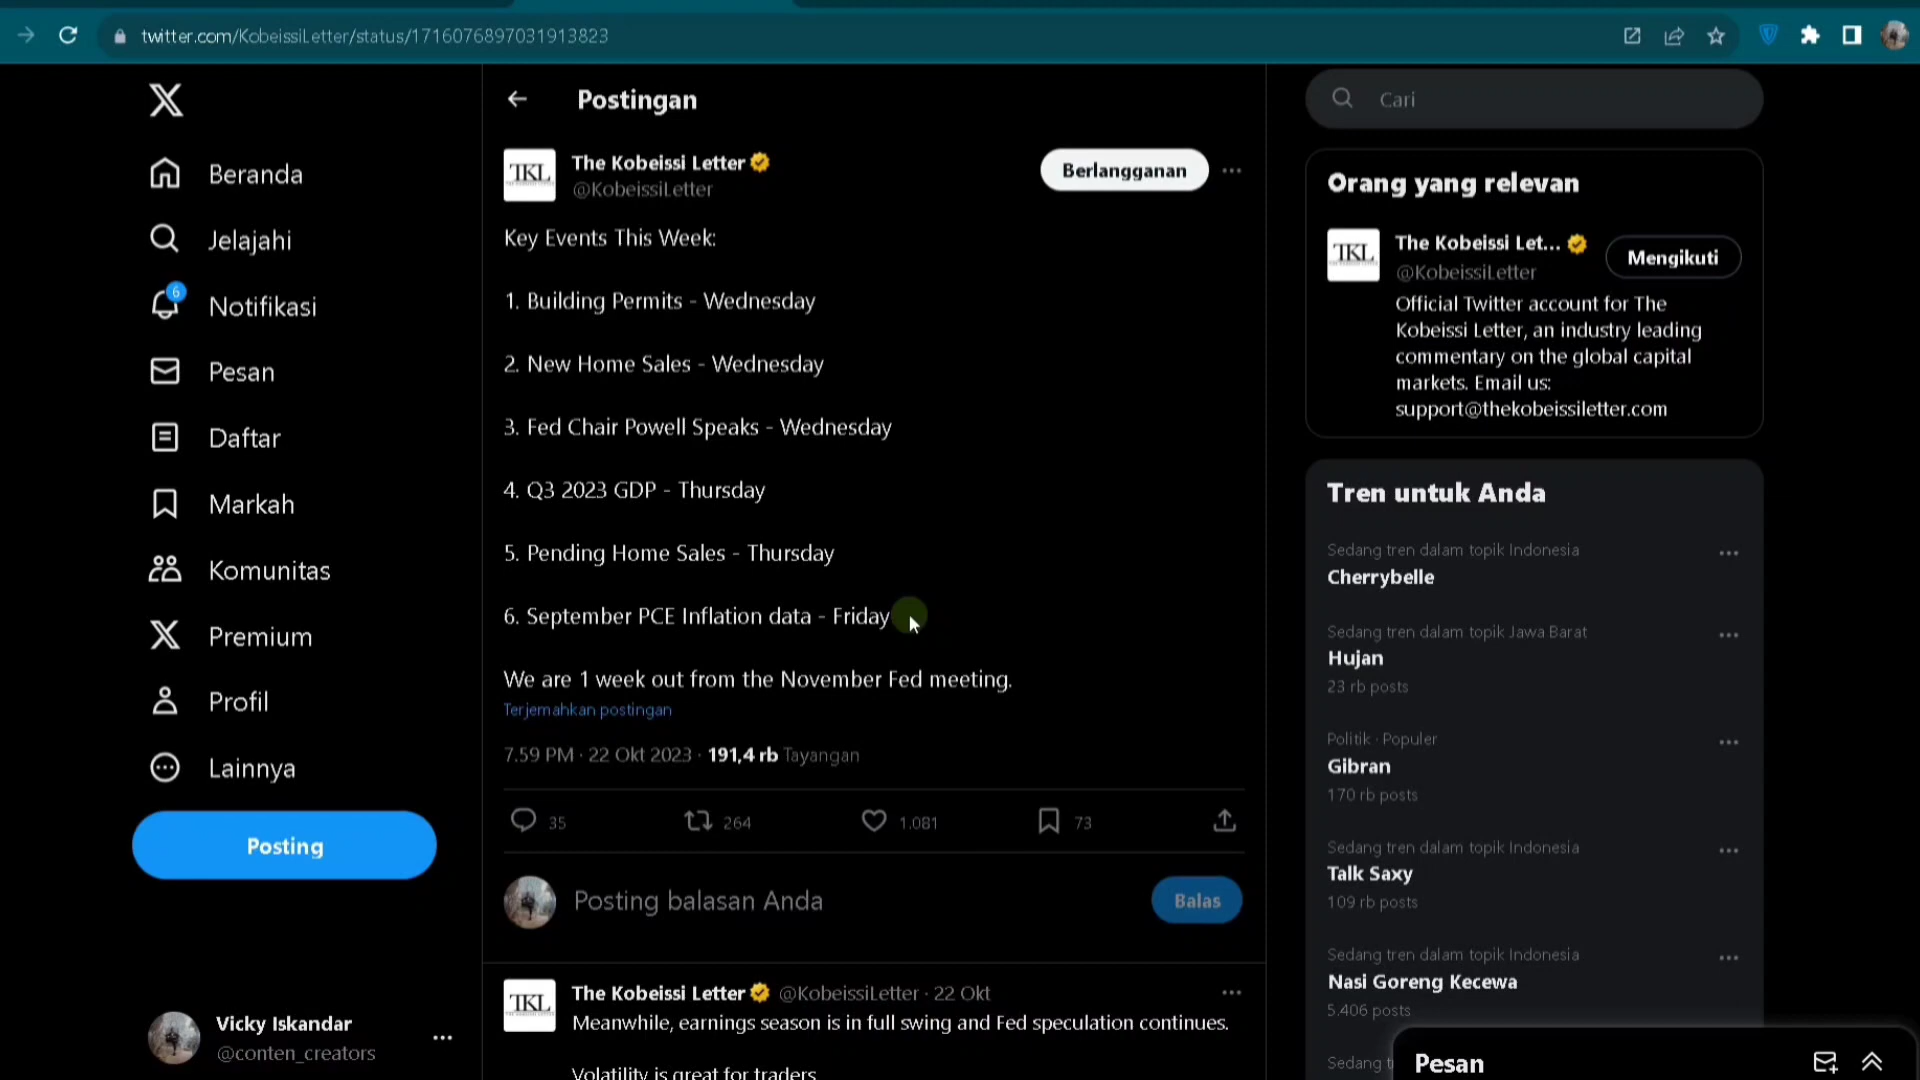 twitter.com/KobeissiLetter/status/1716076897031913823
Beranda
Jelajahi
6
Notifikasi
Pesan
Daftar
Markah
Komunitas
Premium
Profil
Lainnya
Posting
Vicky Iskandar
@conten_creators
Postingan
TKL
The Kobeissi Letter
@KobeissiLetter
Berlangganan
Key Events This Week:
1. Building Permits - Wednesday
2. New Home Sales - Wednesday
3. Fed Chair Powell Speaks - Wednesday
4. Q3 2023 GDP - Thursday
5. Pending Home Sales - Thursday
6. September PCE Inflation data - Friday
We are 1 week out from the November Fed meeting.
Terjemahkan postingan
7.59 PM · 22 Okt 2023 · 191,4 rb Tayangan
35 264 1.081 73
Posting balasan Anda
Balas
TKL
The Kobeissi Letter @KobeissiLetter · 22 Okt
Meanwhile, earnings season is in full swing and Fed speculation continues.
Volatility is great for traders
Cari
Orang yang relevan
TKL
The Kobeissi Let...
@KobeissiLetter
Mengikuti
Official Twitter account for The
Kobeissi Letter, an industry leading
commentary on the global capital
markets. Email us:
support@thekobeissiletter.com
Tren untuk Anda
Sedang tren dalam topik Indonesia
Cherrybelle
Sedang tren dalam topik Jawa Barat
Hujan
23 rb posts
Politik · Populer
Gibran
170 rb posts
Sedang tren dalam topik Indonesia
Talk Saxy
109 rb posts
Sedang tren dalam topik Indonesia
Nasi Goreng Kecewa
5.406 posts
Sedang
Pesan